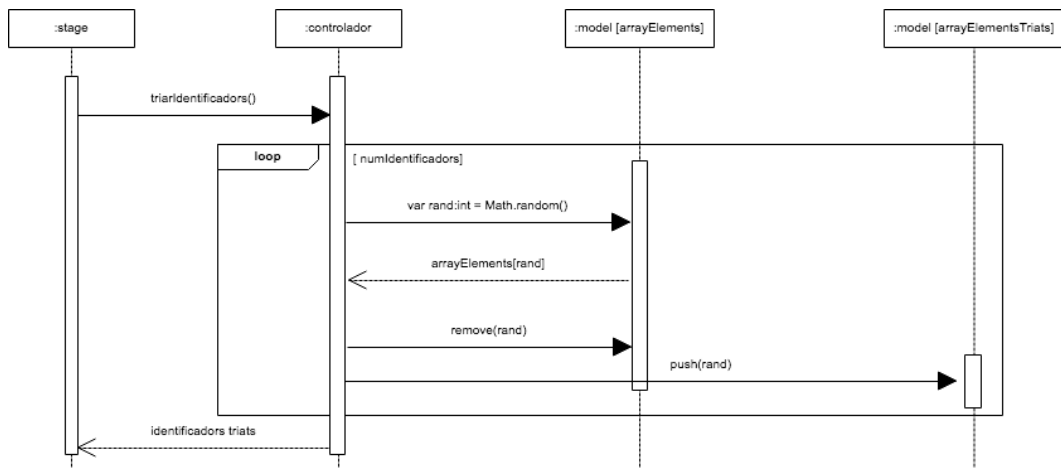 :stage
:controlador
:model [arrayElements]
:model [arrayElementsTriats]
triarIdentificadors()
loop
[ numIdentificadors]
var rand:int = Math.random()
arrayElements[rand]
remove(rand)
push(rand)
identificadors triats